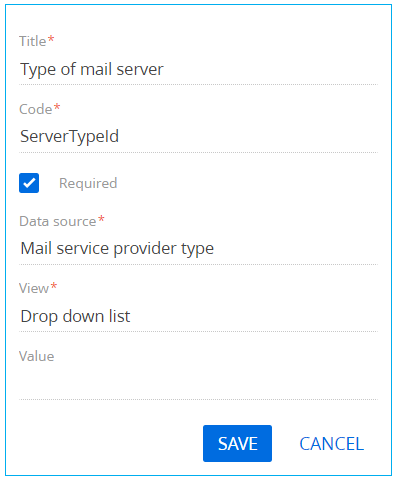 Title*
Type of mail server
Code*
ServerTypeId
Required
Data source*
Mail service provider type
View*
Drop down list
Value
SAVE CANCEL